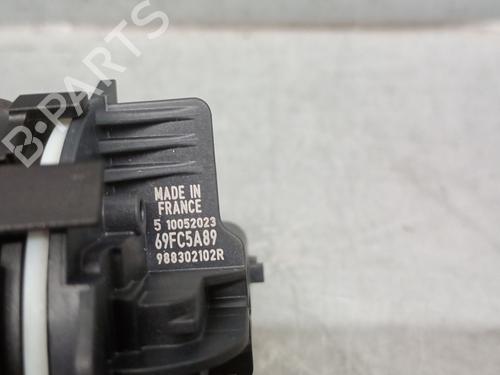 B-PARTS
MADE IN
FRANCE
5 10052023
69FC5A89
988302102R